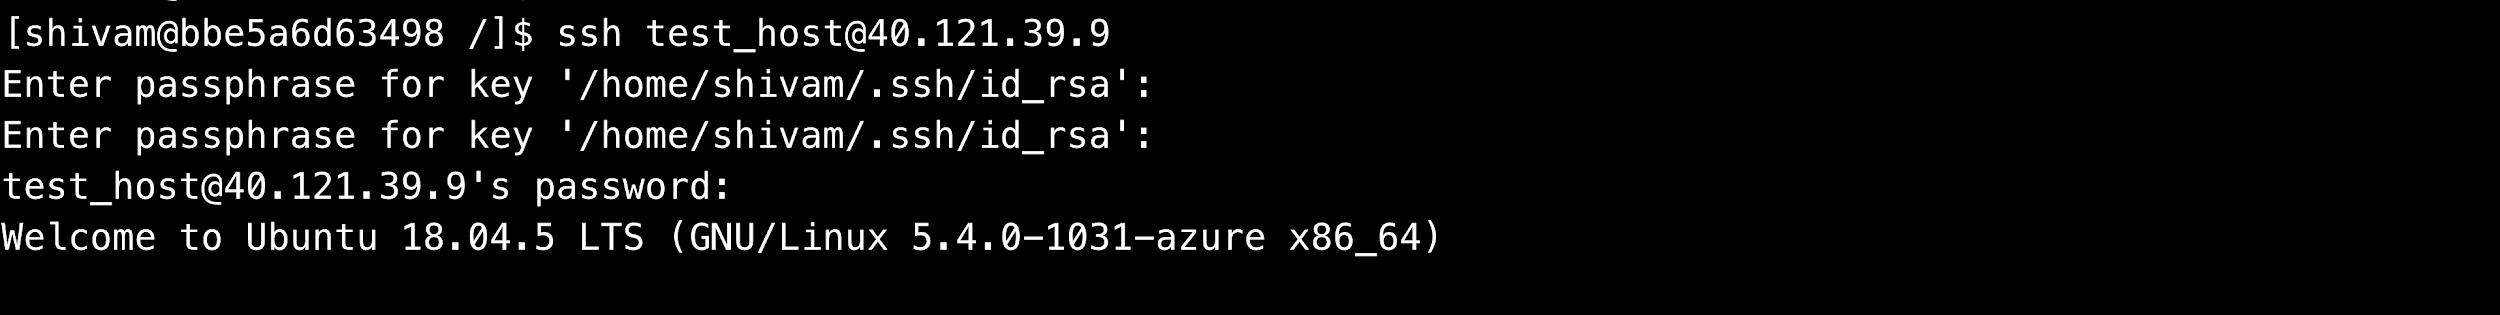 [shivam@bbe5a6d63498 /]$ ssh test_host@40.121.39.9
Enter passphrase for key '/home/shivam/.ssh/id_rsa':
Enter passphrase for key '/home/shivam/.ssh/id_rsa':
test_host@40.121.39.9's password:
Welcome to Ubuntu 18.04.5 LTS (GNU/Linux 5.4.0-1031-azure x86_64)